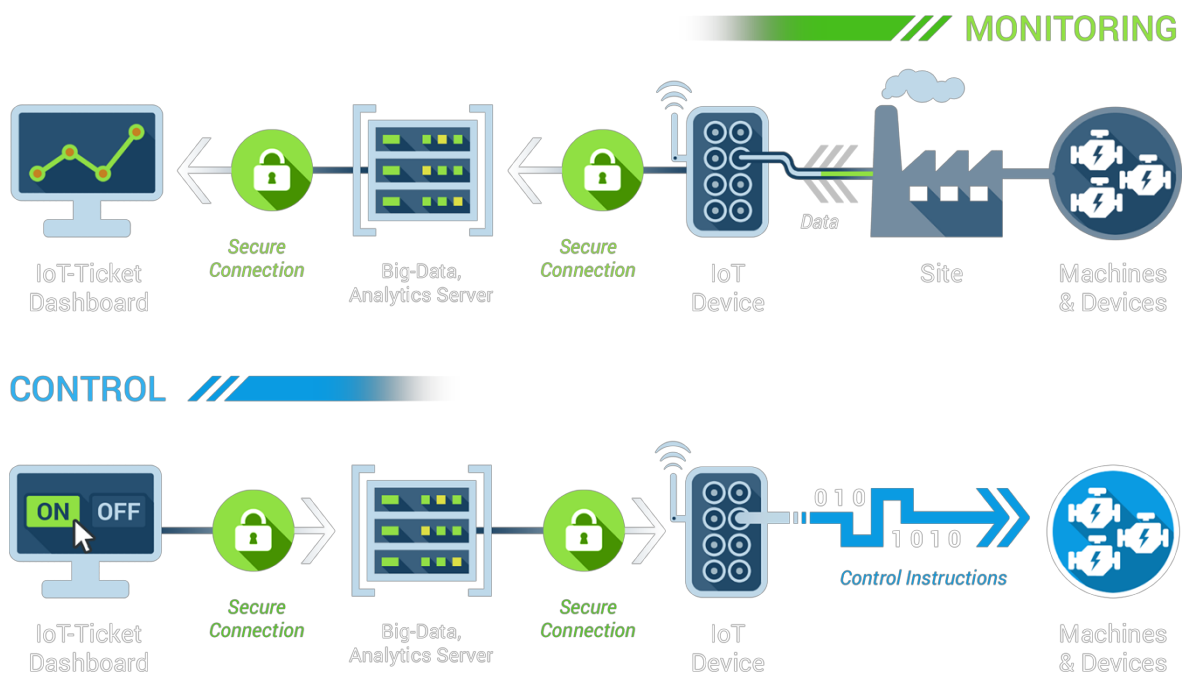 MONITORING
Data
Secure
Connection
Secure
Connection
IoT-Ticket
Dashboard
Big-Data,
Analytics Server
IoT
Device
Site
Machines
& Devices
CONTROL
ON OFF
010
1010
Control Instructions
Secure
Connection
Secure
Connection
IoT-Ticket
Dashboard
Big-Data,
Analytics Server
IoT
Device
Machines
& Devices